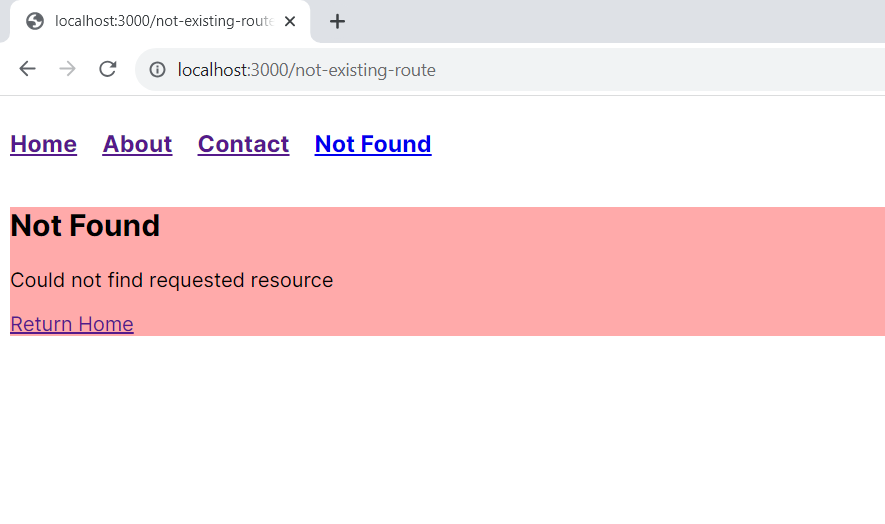 localhost:3000/not-existing-route
localhost:3000/not-existing-route
Home About Contact Not Found
Not Found
Could not find requested resource
Return Home